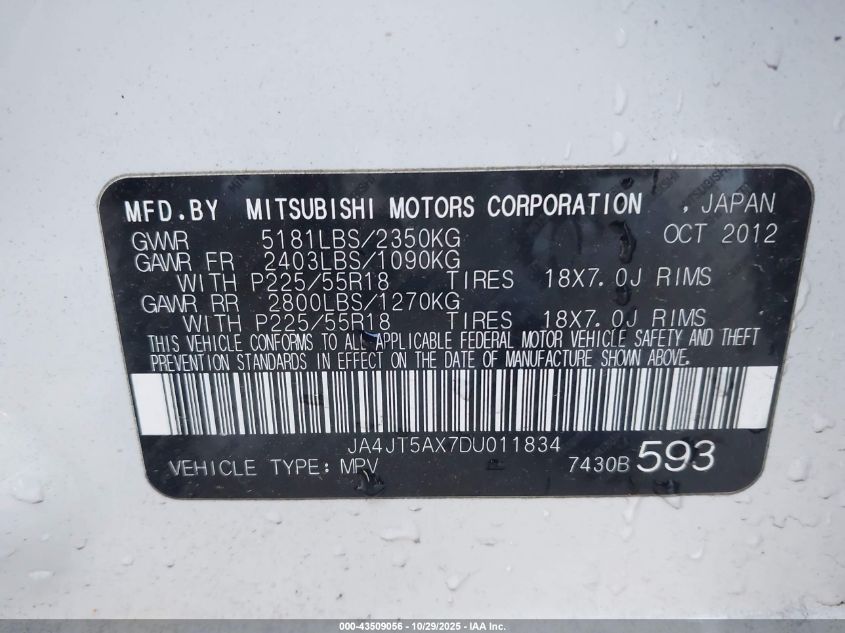 MFD.BY MITSUBISHI MOTORS CORPORATION , JAPAN
GVWR 5181LBS/2350KG OCT 2012
GAWR FR 2403LBS/1090KG
WITH P225/55R18 TIRES 18X7.0J RIMS
GAWR RR 2800LBS/1270KG
WITH P225/55R18 TIRES 18X7.0J RIMS
THIS VEHICLE CONFORMS TO ALL APPLICABLE FEDERAL MOTOR VEHICLE SAFETY AND THEFT
PREVENTION STANDARDS IN EFFECT ON THE DATE OF MANUFACTURE SHOWN ABOVE.
JA4JT5AX7DU011834
VEHICLE TYPE: MPV 7430B 593
000-43509056 - 10/29/2025 - IAA Inc.